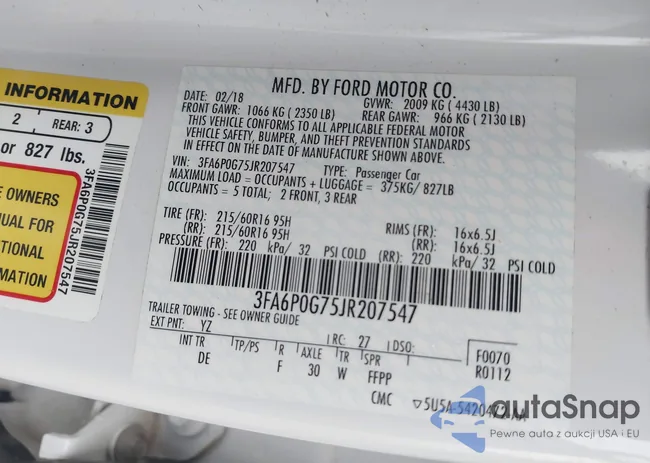 INFORMATION
2 REAR: 3
or 827 lbs.
E OWNERS
NUAL FOR
TIONAL
RMATION
3FA6P0G75JR207547
MFD. BY FORD MOTOR CO.
DATE: 02/18 GVWR: 2009 KG ( 4430 LB)
FRONT GAWR: 1066 KG ( 2350 LB) REAR GAWR: 966 KG ( 2130 LB)
THIS VEHICLE CONFORMS TO ALL APPLICABLE FEDERAL MOTOR
VEHICLE SAFETY, BUMPER, AND THEFT PREVENTION STANDARDS
IN EFFECT ON THE DATE OF MANUFACTURE SHOWN ABOVE.
VIN: 3FA6P0G75JR207547 TYPE: Passenger Car
MAXIMUM LOAD = OCCUPANTS + LUGGAGE = 375KG/ 827LB
OCCUPANTS = 5 TOTAL; 2 FRONT, 3 REAR
TIRE (FR): 215/60R16 95H RIMS (FR): 16x6.5J
(RR): 215/60R16 95H (RR): 16x6.5J
PRESSURE (FR): 220 kPa/ 32 PSI COLD (RR): 220 kPa/ 32 PSI COLD
3FA6P0G75JR207547
TRAILER TOWING - SEE OWNER GUIDE
EXT PNT: YZ RC: 27 DSO: F0070
INT TR TP/PS R AXLE TR SPR R0112
DE F 30 W FFPP
CMC ▽5U5A-5420472-AA
autoSnap
Pewne auta z aukcji USA i EU